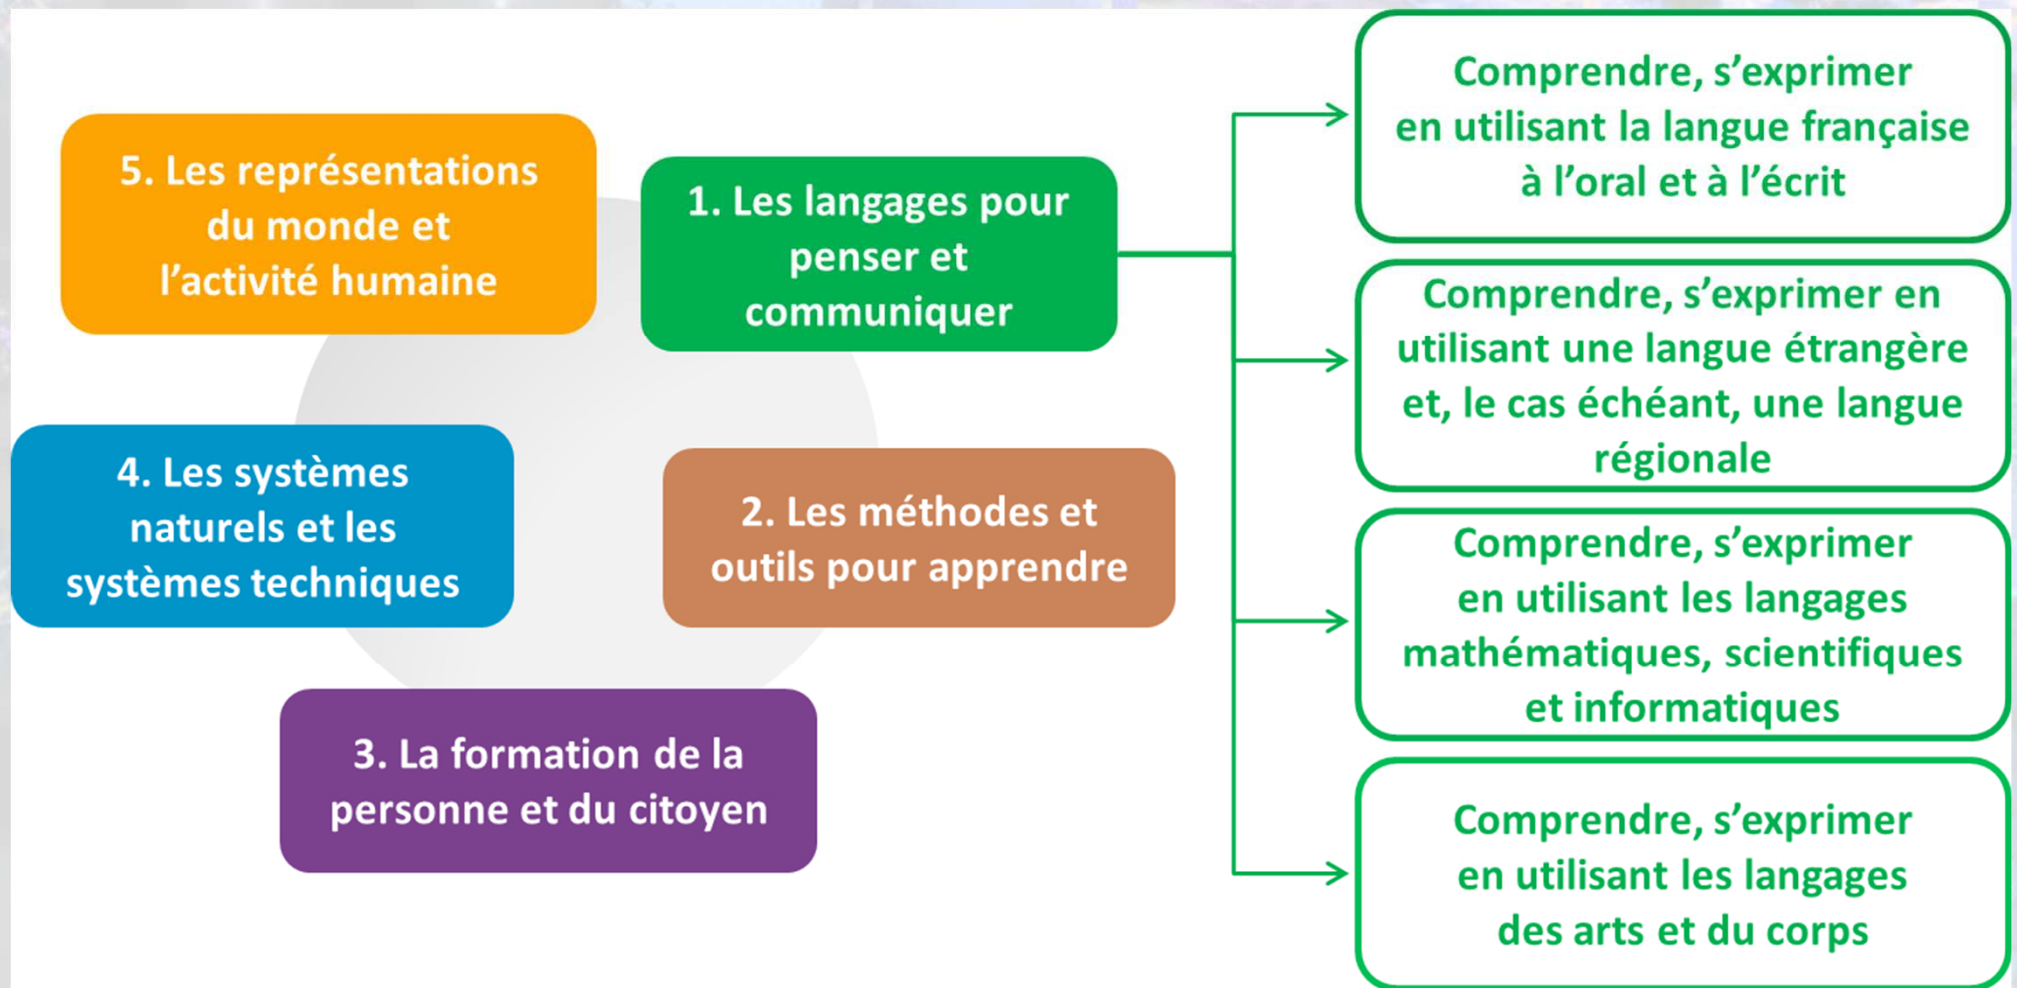 5. Les représentations
du monde et
l’activité humaine
1. Les langages pour
penser et
communiquer
4. Les systèmes
naturels et les
systèmes techniques
2. Les méthodes et
outils pour apprendre
3. La formation de la
personne et du citoyen
Comprendre, s’exprimer
en utilisant la langue française
à l’oral et à l’écrit
Comprendre, s’exprimer en
utilisant une langue étrangère
et, le cas échéant, une langue
régionale
Comprendre, s’exprimer
en utilisant les langages
mathématiques, scientifiques
et informatiques
Comprendre, s’exprimer
en utilisant les langages
des arts et du corps